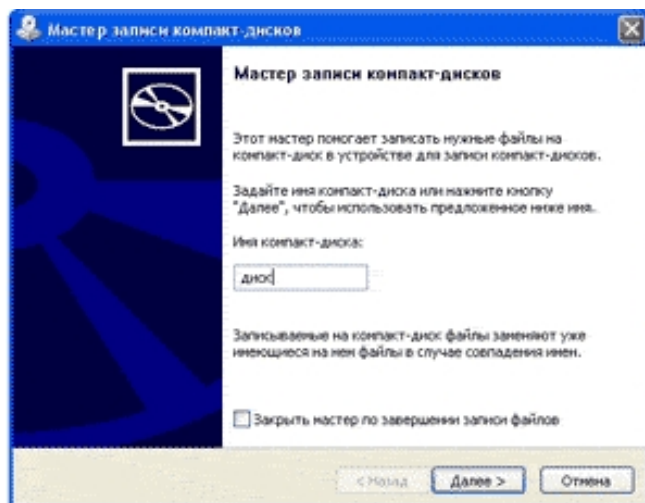 Мастер записи компакт-дисков
Мастер записи компакт-дисков
Этот мастер помогает записать нужные файлы на
компакт-диск в устройстве для записи компакт-дисков.
Задайте имя компакт-диска или нажмите кнопку
"Далее", чтобы использовать предложенное ниже имя.
Имя компакт-диска:
диск
Записываемые на компакт-диск файлы заменяют уже
имеющиеся на нем файлы в случае совпадения имен.
Закрыть мастер по завершении записи файлов
< Назад
Далее >
Отмена